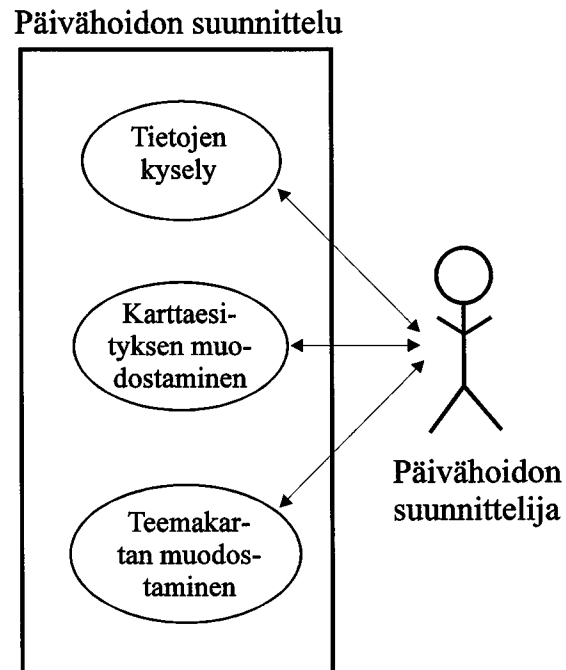 Päivähoidon suunnittelu
Tietojen
kysely
Karttaesi-
tyksen muo-
dostaminen
Päivähoidon
suunnittelija
Teemakar-
tan muodos-
taminen